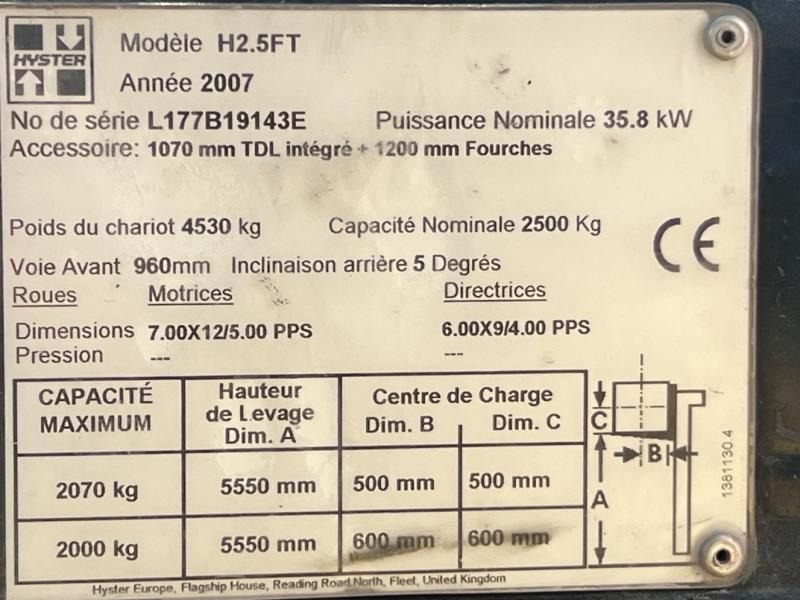 HYSTER
Modèle H2.5FT
Année 2007
No de série L177B19143E Puissance Nominale 35.8 kW
Accessoire: 1070 mm TDL intégré + 1200 mm Fourches
Poids du chariot 4530 kg Capacité Nominale 2500 Kg
CE
Voie Avant 960mm Inclinaison arrière 5 Degrés
Roues Motrices Directrices
Dimensions 7.00X12/5.00 PPS 6.00X9/4.00 PPS
Pression --- ---
CAPACITÉ MAXIMUM
Hauteur de Levage Dim. A
Centre de Charge
Dim. B Dim. C
2070 kg 5550 mm 500 mm 500 mm
2000 kg 5550 mm 600 mm 600 mm
C
B
A
1381130 4
Hyster Europe, Flagship House, Reading Road North, Fleet, United Kingdom